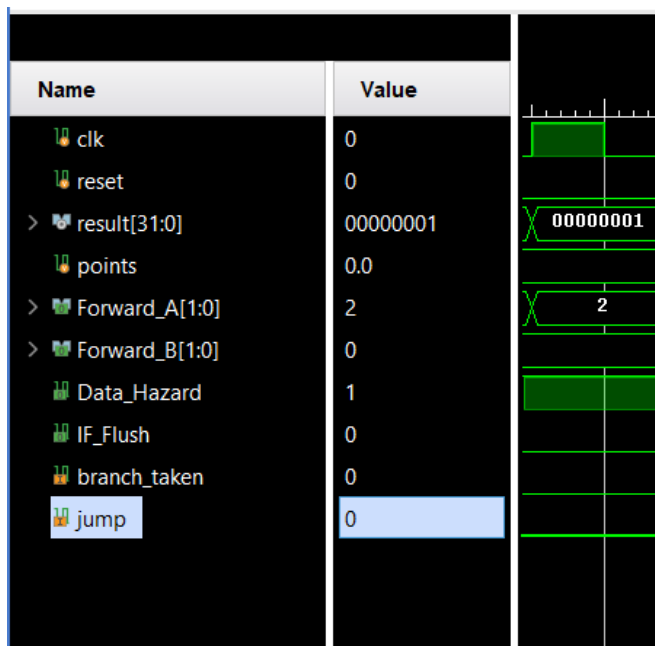 Name Value
clk 0
reset 0
result[31:0] 00000001 00000001
points 0.0
Forward_A[1:0] 2 2
Forward_B[1:0] 0
Data_Hazard 1
IF_Flush 0
branch_taken 0
jump 0